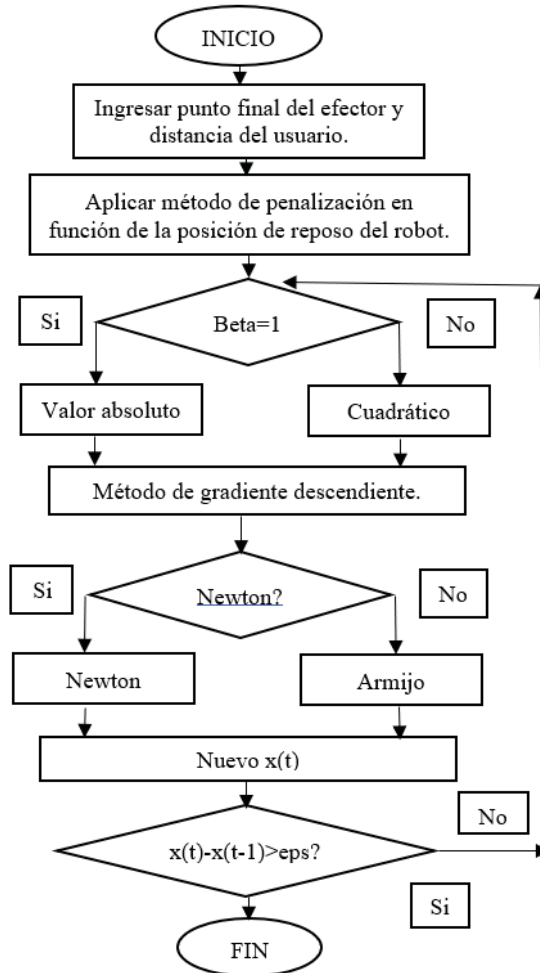 INICIO
Ingresar punto final del efector y
distancia del usuario.
Aplicar método de penalización en
función de la posición de reposo del robot.
Si
Beta=1
No
Valor absoluto
Cuadrático
Método de gradiente descendiente.
Si
Newton?
No
Newton
Armijo
Nuevo x(t)
No
x(t)-x(t-1)>eps?
Si
FIN